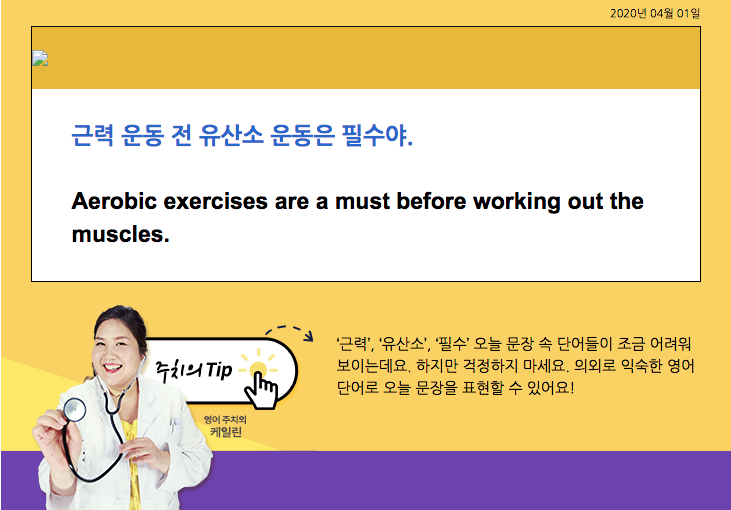 2020년 04월 01일
근력 운동 전 유산소 운동은 필수야.
Aerobic exercises are a must before working out the
muscles.
주치의 Tip
영어 주치의
케일린
‘근력’, ‘유산소’, ‘필수’ 오늘 문장 속 단어들이 조금 어려워
보이는데요. 하지만 걱정하지 마세요. 의외로 익숙한 영어
단어로 오늘 문장을 표현할 수 있어요!